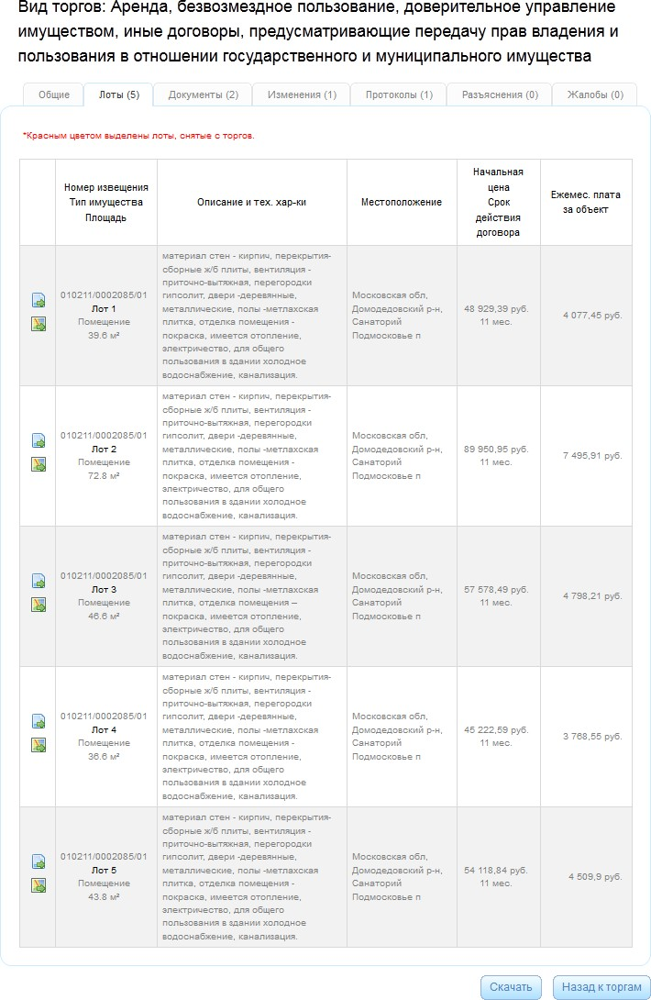 Вид торгов: Аренда, безвозмездное пользование, доверительное управление
имуществом, иные договоры, предусматривающие передачу прав владения и
пользования в отношении государственного и муниципального имущества
Общие
Лоты (5)
Документы (2)
Изменения (1)
Протоколы (1)
Разъяснения (0)
Жалобы (0)
*Красным цветом выделены лоты, снятые с торгов.
Номер извещения
Тип имущества
Площадь
Описание и тех. хар-ки
Местоположение
Начальная
цена
Срок
действия
договора
Ежемес. плата
за объект
010211/0002085/01
Лот 1
Помещение
39.6 м²
материал стен - кирпич, перекрытия-
сборные ж/б плиты, вентиляция -
приточно-вытяжная, перегородки
гипсолит, двери -деревянные,
металлические, полы -метлахская
плитка, отделка помещения -
покраска, имеется отопление,
электричество, для общего
пользования в здании холодное
водоснабжение, канализация.
Московская обл,
Домодедовский р-н,
Санаторий
Подмосковье п
48 929,39 руб.
11 мес.
4 077,45 руб.
010211/0002085/01
Лот 2
Помещение
72.8 м²
материал стен - кирпич, перекрытия-
сборные ж/б плиты, вентиляция -
приточно-вытяжная, перегородки
гипсолит, двери -деревянные,
металлические, полы -метлахская
плитка, отделка помещения -
покраска, имеется отопление,
электричество, для общего
пользования в здании холодное
водоснабжение, канализация.
Московская обл,
Домодедовский р-н,
Санаторий
Подмосковье п
89 950,95 руб.
11 мес.
7 495,91 руб.
010211/0002085/01
Лот 3
Помещение
46.6 м²
материал стен - кирпич, перекрытия-
сборные ж/б плиты, вентиляция -
приточно-вытяжная, перегородки
гипсолит, двери -деревянные,
металлические, полы -метлахская
плитка, отделка помещения –
покраска, имеется отопление,
электричество, для общего
пользования в здании холодное
водоснабжение, канализация.
Московская обл,
Домодедовский р-н,
Санаторий
Подмосковье п
57 578,49 руб.
11 мес.
4 798,21 руб.
010211/0002085/01
Лот 4
Помещение
36.6 м²
материал стен - кирпич, перекрытия-
сборные ж/б плиты, вентиляция -
приточно-вытяжная, перегородки
гипсолит, двери -деревянные,
металлические, полы -метлахская
плитка, отделка помещения -
покраска, имеется отопление,
электричество, для общего
пользования в здании холодное
водоснабжение, канализация.
Московская обл,
Домодедовский р-н,
Санаторий
Подмосковье п
45 222,59 руб.
11 мес.
3 768,55 руб.
010211/0002085/01
Лот 5
Помещение
43.8 м²
материал стен - кирпич, перекрытия-
сборные ж/б плиты, вентиляция -
приточно-вытяжная, перегородки
гипсолит, двери -деревянные,
металлические, полы -метлахская
плитка, отделка помещения -
покраска, имеется отопление,
электричество, для общего
пользования в здании холодное
водоснабжение, канализация.
Московская обл,
Домодедовский р-н,
Санаторий
Подмосковье п
54 118,84 руб.
11 мес.
4 509,9 руб.
Скачать
Назад к торгам